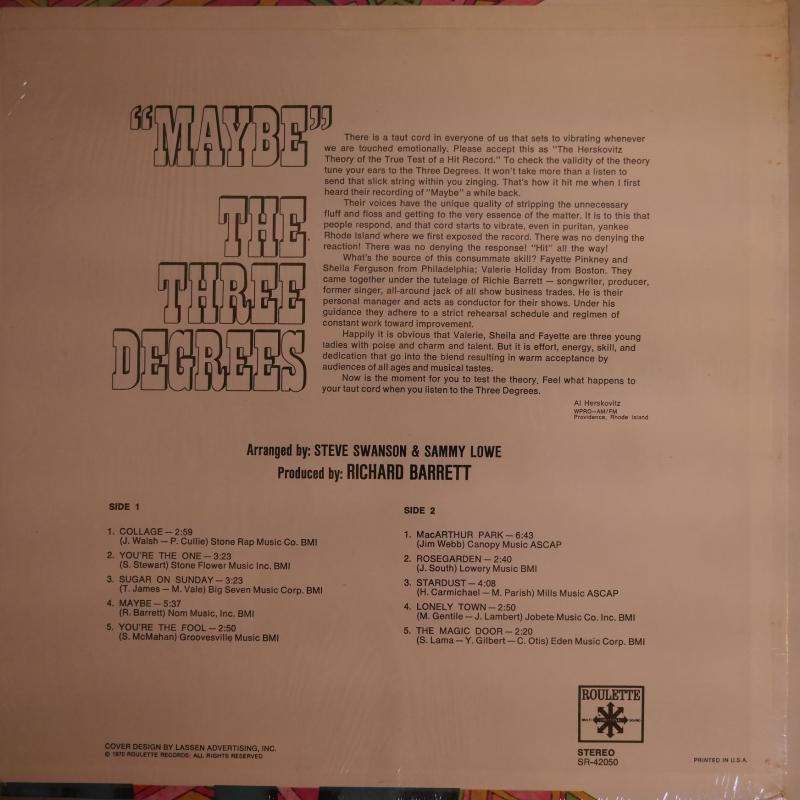 "MAYBE"
THE
THREE
DEGREES
There is a taut cord in everyone of us that sets to vibrating whenever
we are touched emotionally. Please accept this as "The Herskovitz
Theory of the True Test of a Hit Record." To check the validity of the theory
tune your ears to the Three Degrees. It won't take more than a listen to
send that slick string within you zinging. That's how it hit me when I first
heard their recording of "Maybe" a while back.
Their voices have the unique quality of stripping the unnecessary
fluff and floss and getting to the very essence of the matter. It is to this that
people respond, and that cord starts to vibrate, even in puritan, yankee
Rhode Island where we first exposed the record. There was no denying the
reaction! There was no denying the response! "Hit" all the way!
What's the source of this consummate skill? Fayette Pinkney and
Sheila Ferguson from Philadelphia; Valerie Holiday from Boston. They
came together under the tutelage of Richie Barrett — songwriter, producer,
former singer, all-around jack of all show business trades. He is their
personal manager and acts as conductor for their shows. Under his
guidance they adhere to a strict rehearsal schedule and regimen of
constant work toward improvement.
Happily it is obvious that Valerie, Sheila and Fayette are three young
ladies with poise and charm and talent. But it is effort, energy, skill, and
dedication that go into the blend resulting in warm acceptance by
audiences of all ages and musical tastes.
Now is the moment for you to test the theory. Feel what happens to
your taut cord when you listen to the Three Degrees.
Al Herskovitz
WPRO—AM/FM
Providence, Rhode Island
Arranged by: STEVE SWANSON & SAMMY LOWE
Produced by: RICHARD BARRETT
SIDE 1
1. COLLAGE — 2:59
(J. Walsh — P. Cullie) Stone Rap Music Co. BMI
2. YOU'RE THE ONE — 3:23
(S. Stewart) Stone Flower Music Inc. BMI
3. SUGAR ON SUNDAY — 3:23
(T. James — M. Vale) Big Seven Music Corp. BMI
4. MAYBE — 5:37
(R. Barrett) Nom Music, Inc. BMI
5. YOU'RE THE FOOL — 2:50
(S. McMahan) Groovesville Music BMI
SIDE 2
1. MacARTHUR PARK — 6:43
(Jim Webb) Canopy Music ASCAP
2. ROSEGARDEN — 2:40
(J. South) Lowery Music BMI
3. STARDUST — 4:08
(H. Carmichael — M. Parish) Mills Music ASCAP
4. LONELY TOWN — 2:50
(M. Gentile — J. Lambert) Jobete Music Co. Inc. BMI
5. THE MAGIC DOOR — 2:20
(S. Lama — Y. Gilbert — C. Otis) Eden Music Corp. BMI
ROULETTE
STEREO
SR-42050
COVER DESIGN BY LASSEN ADVERTISING, INC.
© 1970 ROULETTE RECORDS: ALL RIGHTS RESERVED
PRINTED IN U.S.A.